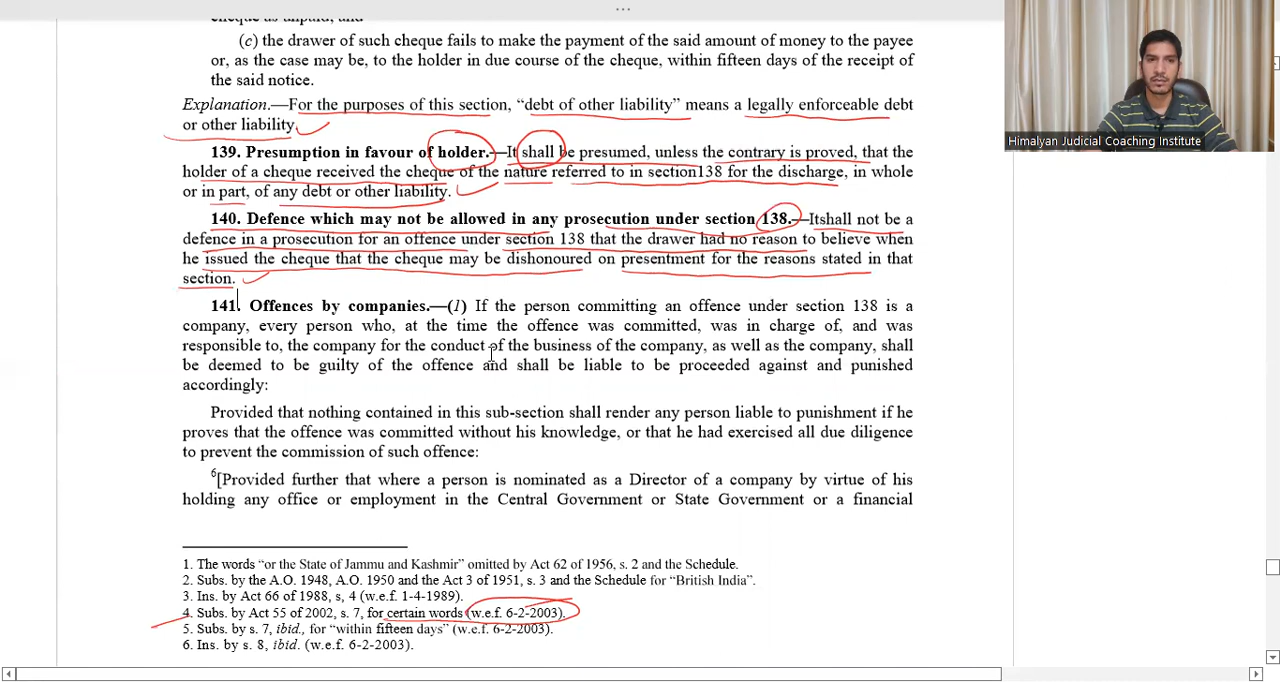 cheque as unpaid; and
(c) the drawer of such cheque fails to make the payment of the said amount of money to the payee
or, as the case may be, to the holder in due course of the cheque, within fifteen days of the receipt of
the said notice.
Explanation.—For the purposes of this section, “debt of other liability” means a legally enforceable debt
or other liability.
139. Presumption in favour of holder.—It shall be presumed, unless the contrary is proved, that the
holder of a cheque received the cheque of the nature referred to in section138 for the discharge, in whole
or in part, of any debt or other liability.
140. Defence which may not be allowed in any prosecution under section 138.—Itshall not be a
defence in a prosecution for an offence under section 138 that the drawer had no reason to believe when
he issued the cheque that the cheque may be dishonoured on presentment for the reasons stated in that
section.
141. Offences by companies.—(1) If the person committing an offence under section 138 is a
company, every person who, at the time the offence was committed, was in charge of, and was
responsible to, the company for the conduct of the business of the company, as well as the company, shall
be deemed to be guilty of the offence and shall be liable to be proceeded against and punished
accordingly:
Provided that nothing contained in this sub-section shall render any person liable to punishment if he
proves that the offence was committed without his knowledge, or that he had exercised all due diligence
to prevent the commission of such offence:
6[Provided further that where a person is nominated as a Director of a company by virtue of his
holding any office or employment in the Central Government or State Government or a financial
1. The words “or the State of Jammu and Kashmir” omitted by Act 62 of 1956, s. 2 and the Schedule.
2. Subs. by the A.O. 1948, A.O. 1950 and the Act 3 of 1951, s. 3 and the Schedule for “British India”.
3. Ins. by Act 66 of 1988, s, 4 (w.e.f. 1-4-1989).
4. Subs. by Act 55 of 2002, s. 7, for certain words (w.e.f. 6-2-2003).
5. Subs. by s. 7, ibid., for “within fifteen days” (w.e.f. 6-2-2003).
6. Ins. by s. 8, ibid. (w.e.f. 6-2-2003).
Himalyan Judicial Coaching Institute